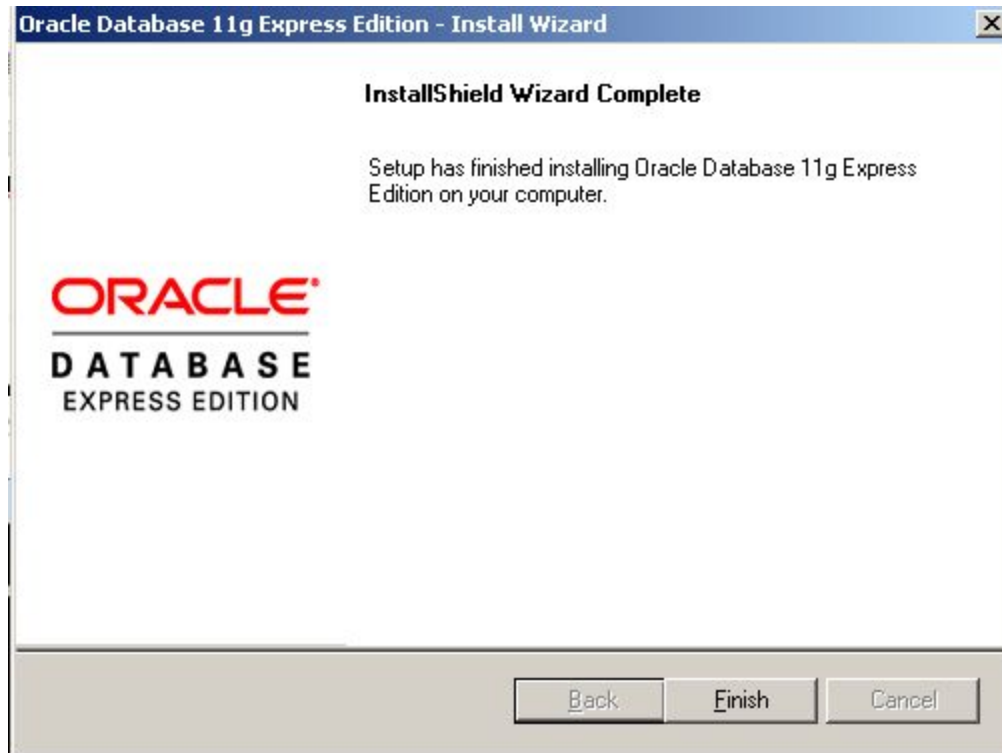 Oracle Database 11g Express Edition - Install Wizard
InstallShield Wizard Complete
Setup has finished installing Oracle Database 11g Express
Edition on your computer.
ORACLE
DATABASE
EXPRESS EDITION
Back
Finish
Cancel